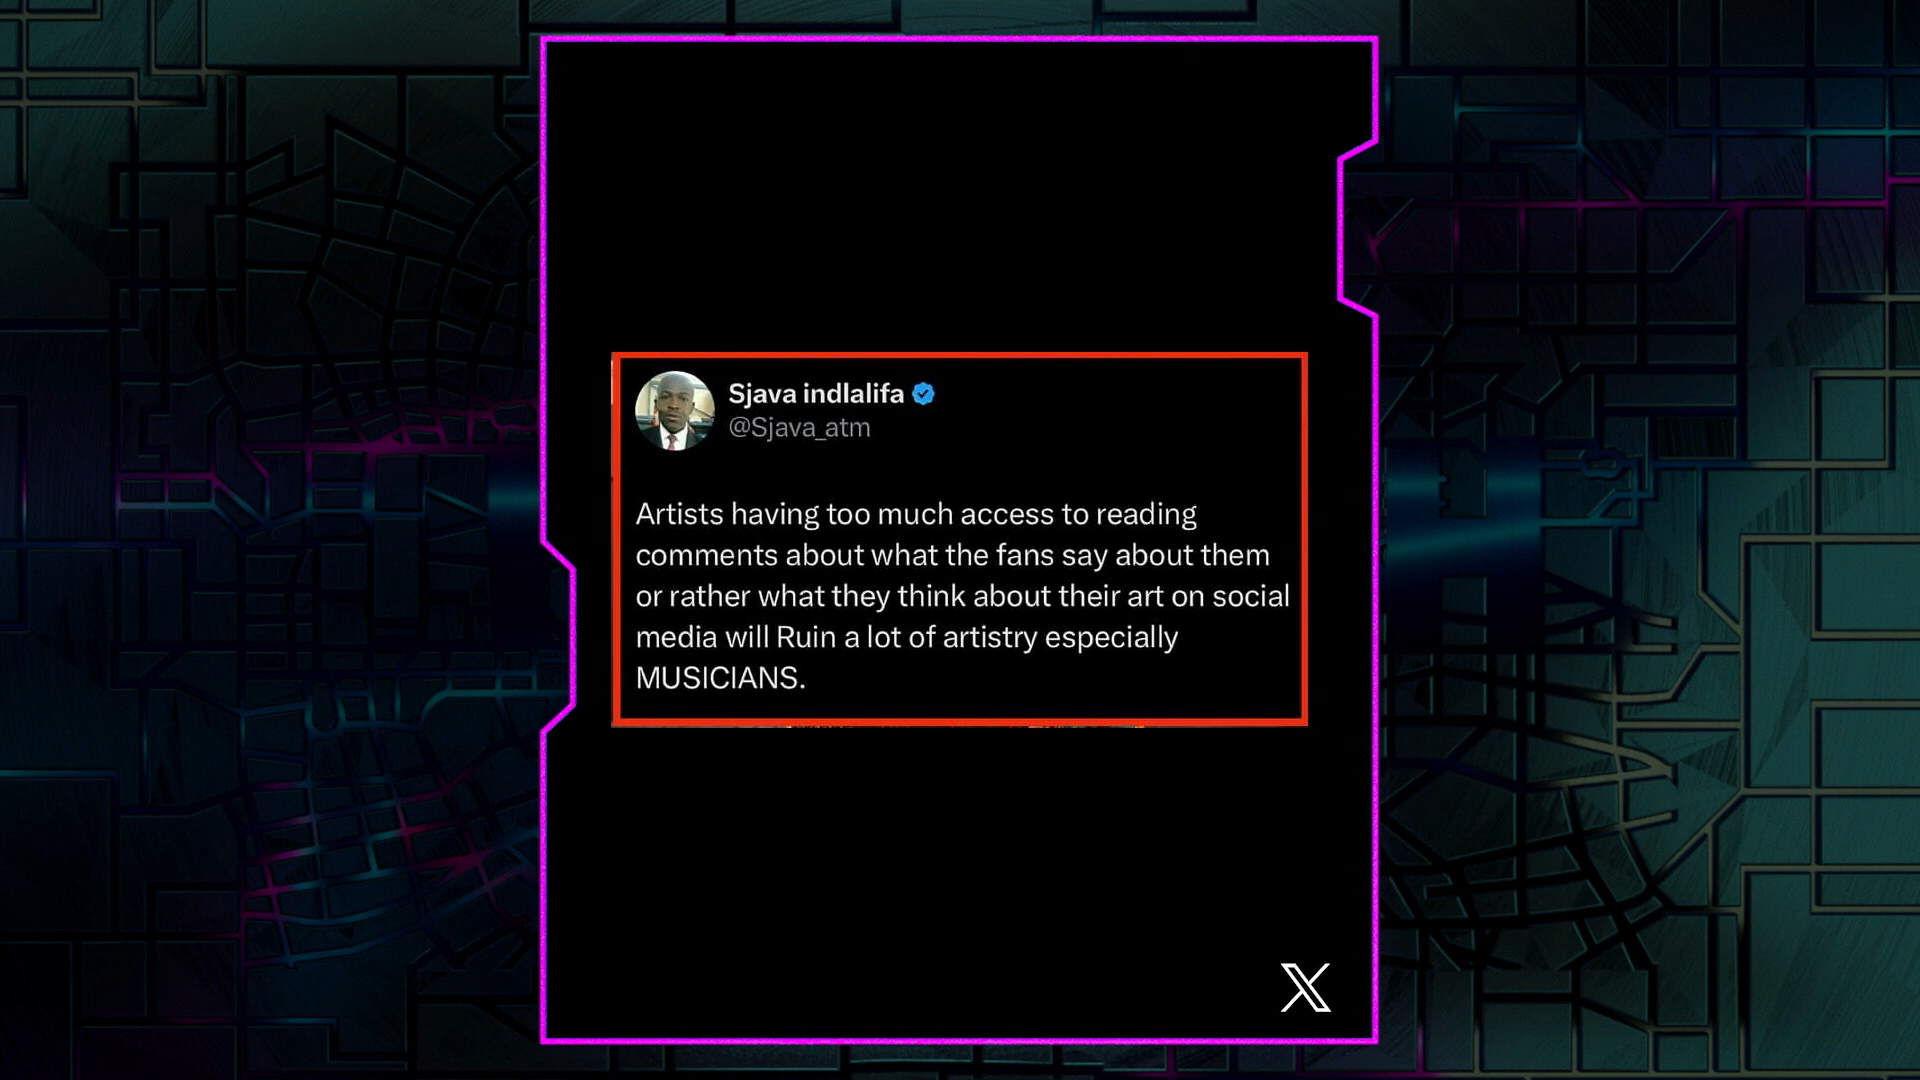 Sjava indlalifa
@Sjava_atm
Artists having too much access to reading
comments about what the fans say about them
or rather what they think about their art on social
media will Ruin a lot of artistry especially
MUSICIANS.